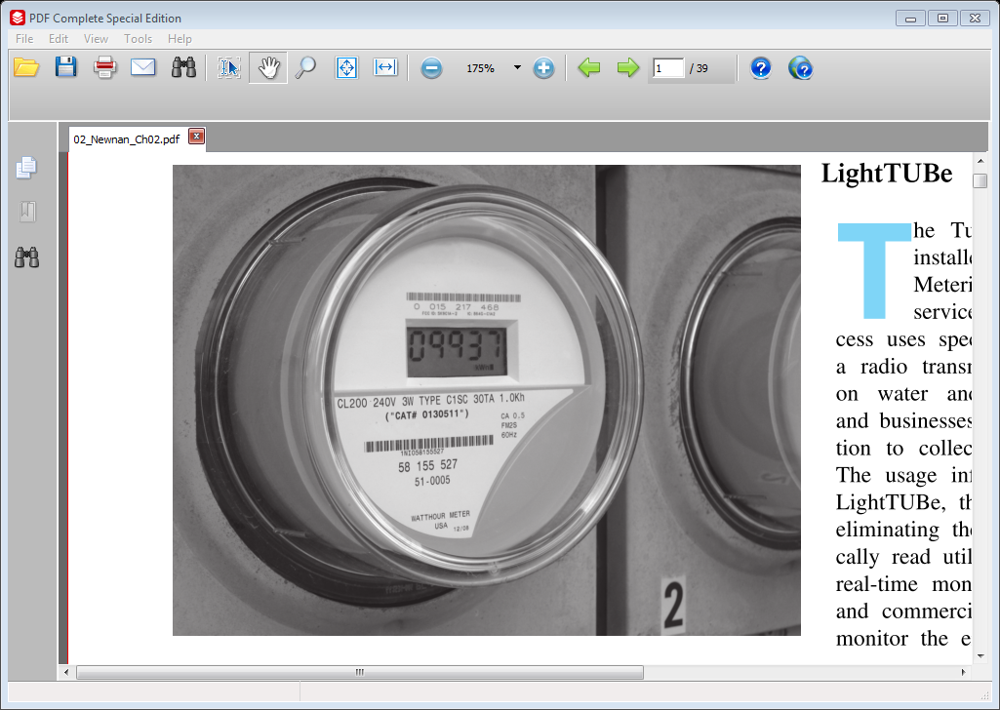 PDF Complete Special Edition
File Edit View Tools Help
175% 1 / 39
02_Newnan_Ch02.pdf x
LightTUBe
The Tu
installe
Meteri
service
cess uses spec
a radio transm
on water and
and businesses
tion to collec
The usage inf
LightTUBe, th
eliminating the
cally read util
real-time mon
and commerci
monitor the e
0 015 217 468
09937
CL200 240V 3W TYPE C1SC 30TA 1.0Kh
("CAT# 0130511")
CA 0.5
FM2S
60Hz
1NI058155527
58 155 527
51-0005
WATTHOUR METER
USA 12/08
2